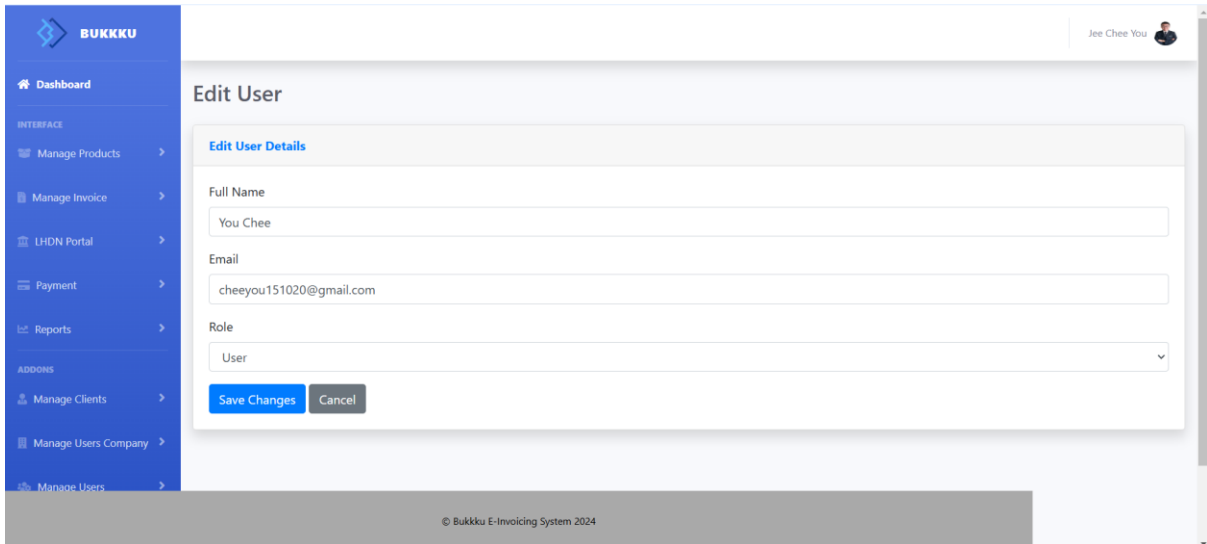 BUKKKU
Jee Chee You
Dashboard
INTERFACE
Manage Products
Manage Invoice
LHDN Portal
Payment
Reports
ADDONS
Manage Clients
Manage Users Company
Manage Users
Edit User
Edit User Details
Full Name
You Chee
Email
cheeyou151020@gmail.com
Role
User
Save Changes
Cancel
© Bukkku E-Invoicing System 2024